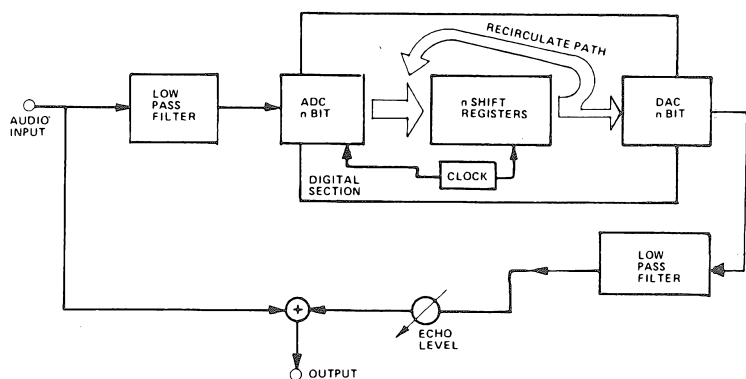 RECIRCULATE PATH
LOW
PASS
FILTER
ADC
n BIT
n SHIFT
REGISTERS
DAC
n BIT
AUDIO
INPUT
DIGITAL
SECTION
CLOCK
LOW
PASS
FILTER
+
ECHO
LEVEL
OUTPUT